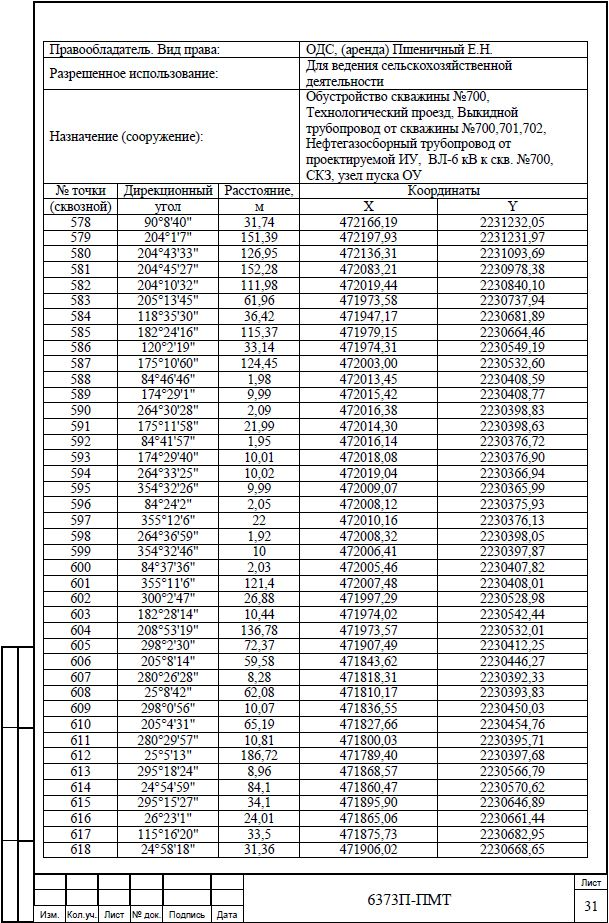 Правообладатель. Вид права: ОДС, (аренда) Пшеничный Е.Н.
Разрешенное использование: Для ведения сельскохозяйственной
деятельности
Назначение (сооружение): Обустройство скважины №700,
Технологический проезд, Выкидной
трубопровод от скважины №700,701,702,
Нефтегазосборный трубопровод от
проектируемой ИУ, ВЛ-6 кВ к скв. №700,
СКЗ, узел пуска ОУ
№ точки Дирекционный Расстояние, Координаты
(сквозной) угол м X Y
578 90°8'40" 31,74 472166,19 2231232,05
579 204°1'7" 151,39 472197,93 2231231,97
580 204°43'33" 126,95 472136,31 2231093,69
581 204°45'27" 152,28 472083,21 2230978,38
582 204°10'32" 111,98 472019,44 2230840,10
583 205°13'45" 61,96 471973,58 2230737,94
584 118°35'30" 36,42 471947,17 2230681,89
585 182°24'16" 115,37 471979,15 2230664,46
586 120°2'19" 33,14 471974,31 2230549,19
587 175°10'60" 124,45 472003,00 2230532,60
588 84°46'46" 1,98 472013,45 2230408,59
589 174°29'1" 9,99 472015,42 2230408,77
590 264°30'28" 2,09 472016,38 2230398,83
591 175°11'58" 21,99 472014,30 2230398,63
592 84°41'57" 1,95 472016,14 2230376,72
593 174°29'40" 10,01 472018,08 2230376,90
594 264°33'25" 10,02 472019,04 2230366,94
595 354°32'26" 9,99 472009,07 2230365,99
596 84°24'2" 2,05 472008,12 2230375,93
597 355°12'6" 22 472010,16 2230376,13
598 264°36'59" 1,92 472008,32 2230398,05
599 354°32'46" 10 472006,41 2230397,87
600 84°37'36" 2,03 472005,46 2230407,82
601 355°11'6" 121,4 472007,48 2230408,01
602 300°2'47" 26,88 471997,29 2230528,98
603 182°28'14" 10,44 471974,02 2230542,44
604 208°53'19" 136,78 471973,57 2230532,01
605 298°2'30" 72,37 471907,49 2230412,25
606 205°8'14" 59,58 471843,62 2230446,27
607 280°26'28" 8,28 471818,31 2230392,33
608 25°8'42" 62,08 471810,17 2230393,83
609 298°0'56" 10,07 471836,55 2230450,03
610 205°4'31" 65,19 471827,66 2230454,76
611 280°29'57" 10,81 471800,03 2230395,71
612 25°5'13" 186,72 471789,40 2230397,68
613 295°18'24" 8,96 471868,57 2230566,79
614 24°54'59" 84,1 471860,47 2230570,62
615 295°15'27" 34,1 471895,90 2230646,89
616 26°23'1" 24,01 471865,06 2230661,44
617 115°16'20" 33,5 471875,73 2230682,95
618 24°58'18" 31,36 471906,02 2230668,65
6373П-ПМТ
Лист
31
Изм. Кол.уч. Лист № док. Подпись Дата